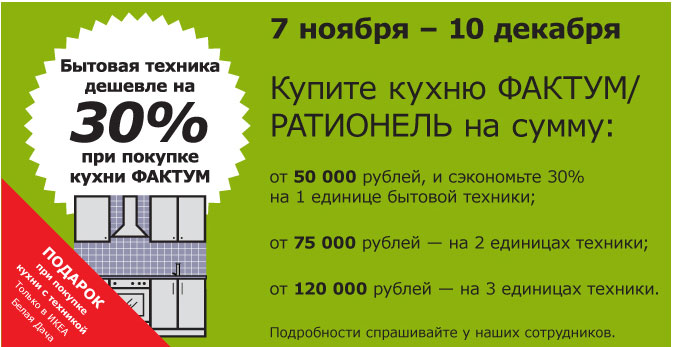 Бытовая техника
дешевле на
30%
при покупке
кухни ФАКТУМ
ПОДАРОК
при покупке
кухни с техникой
Только в ИКЕА
Белая Дача
7 ноября – 10 декабря
Купите кухню ФАКТУМ/
РАТИОНЕЛЬ на сумму:
от 50 000 рублей, и сэкономьте 30%
на 1 единице бытовой техники;
от 75 000 рублей — на 2 единицах техники;
от 120 000 рублей — на 3 единицах техники.
Подробности спрашивайте у наших сотрудников.